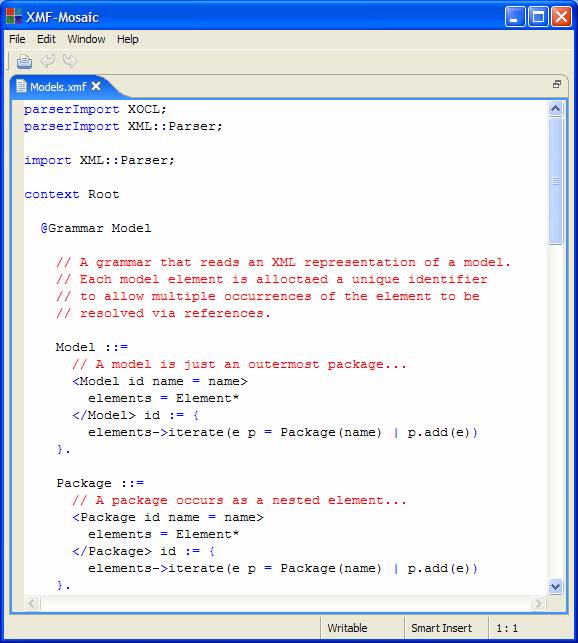 XMF-Mosaic
File Edit Window Help
Models.xmf
parserImport XOCL;
parserImport XML::Parser;
import XML::Parser;
context Root
@Grammar Model
// A grammar that reads an XML representation of a model.
// Each model element is alloctaed a unique identifier
// to allow multiple occurrences of the element to be
// resolved via references.
Model ::=
// A model is just an outermost package...
<Model id name = name>
elements = Element*
</Model> id := {
elements->iterate(e p = Package(name) | p.add(e))
}.
Package ::=
// A package occurs as a nested element...
<Package id name = name>
elements = Element*
</Package> id := {
elements->iterate(e p = Package(name) | p.add(e))
}.
Writable Smart Insert 1 : 1